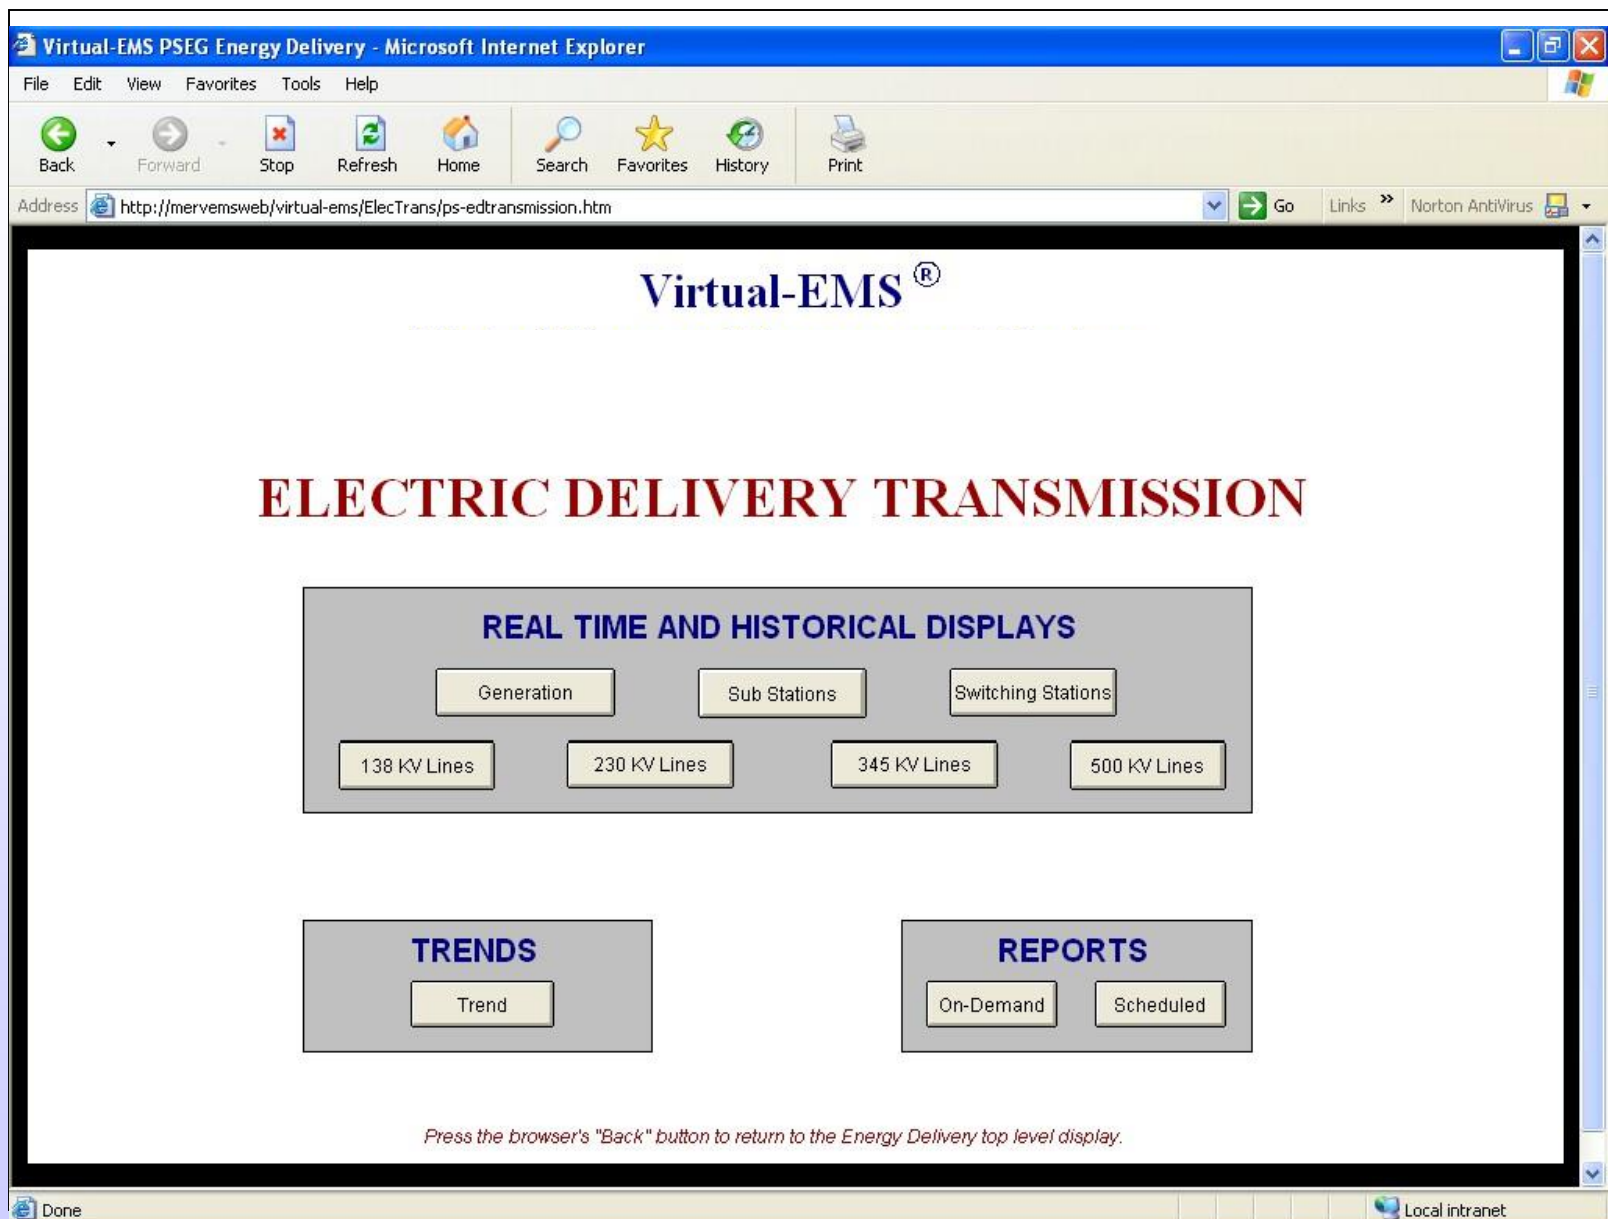 Virtual-EMS PSEG Energy Delivery - Microsoft Internet Explorer
File Edit View Favorites Tools Help
Back Forward Stop Refresh Home Search Favorites History Print
Address http://mervemsweb/virtual-ems/ElecTrans/ps-edtransmission.htm Go Links » Norton AntiVirus
Virtual-EMS ®
ELECTRIC DELIVERY TRANSMISSION
REAL TIME AND HISTORICAL DISPLAYS
Generation Sub Stations Switching Stations
138 KV Lines 230 KV Lines 345 KV Lines 500 KV Lines
TRENDS REPORTS
Trend On-Demand Scheduled
Press the browser's "Back" button to return to the Energy Delivery top level display.
Done Local intranet